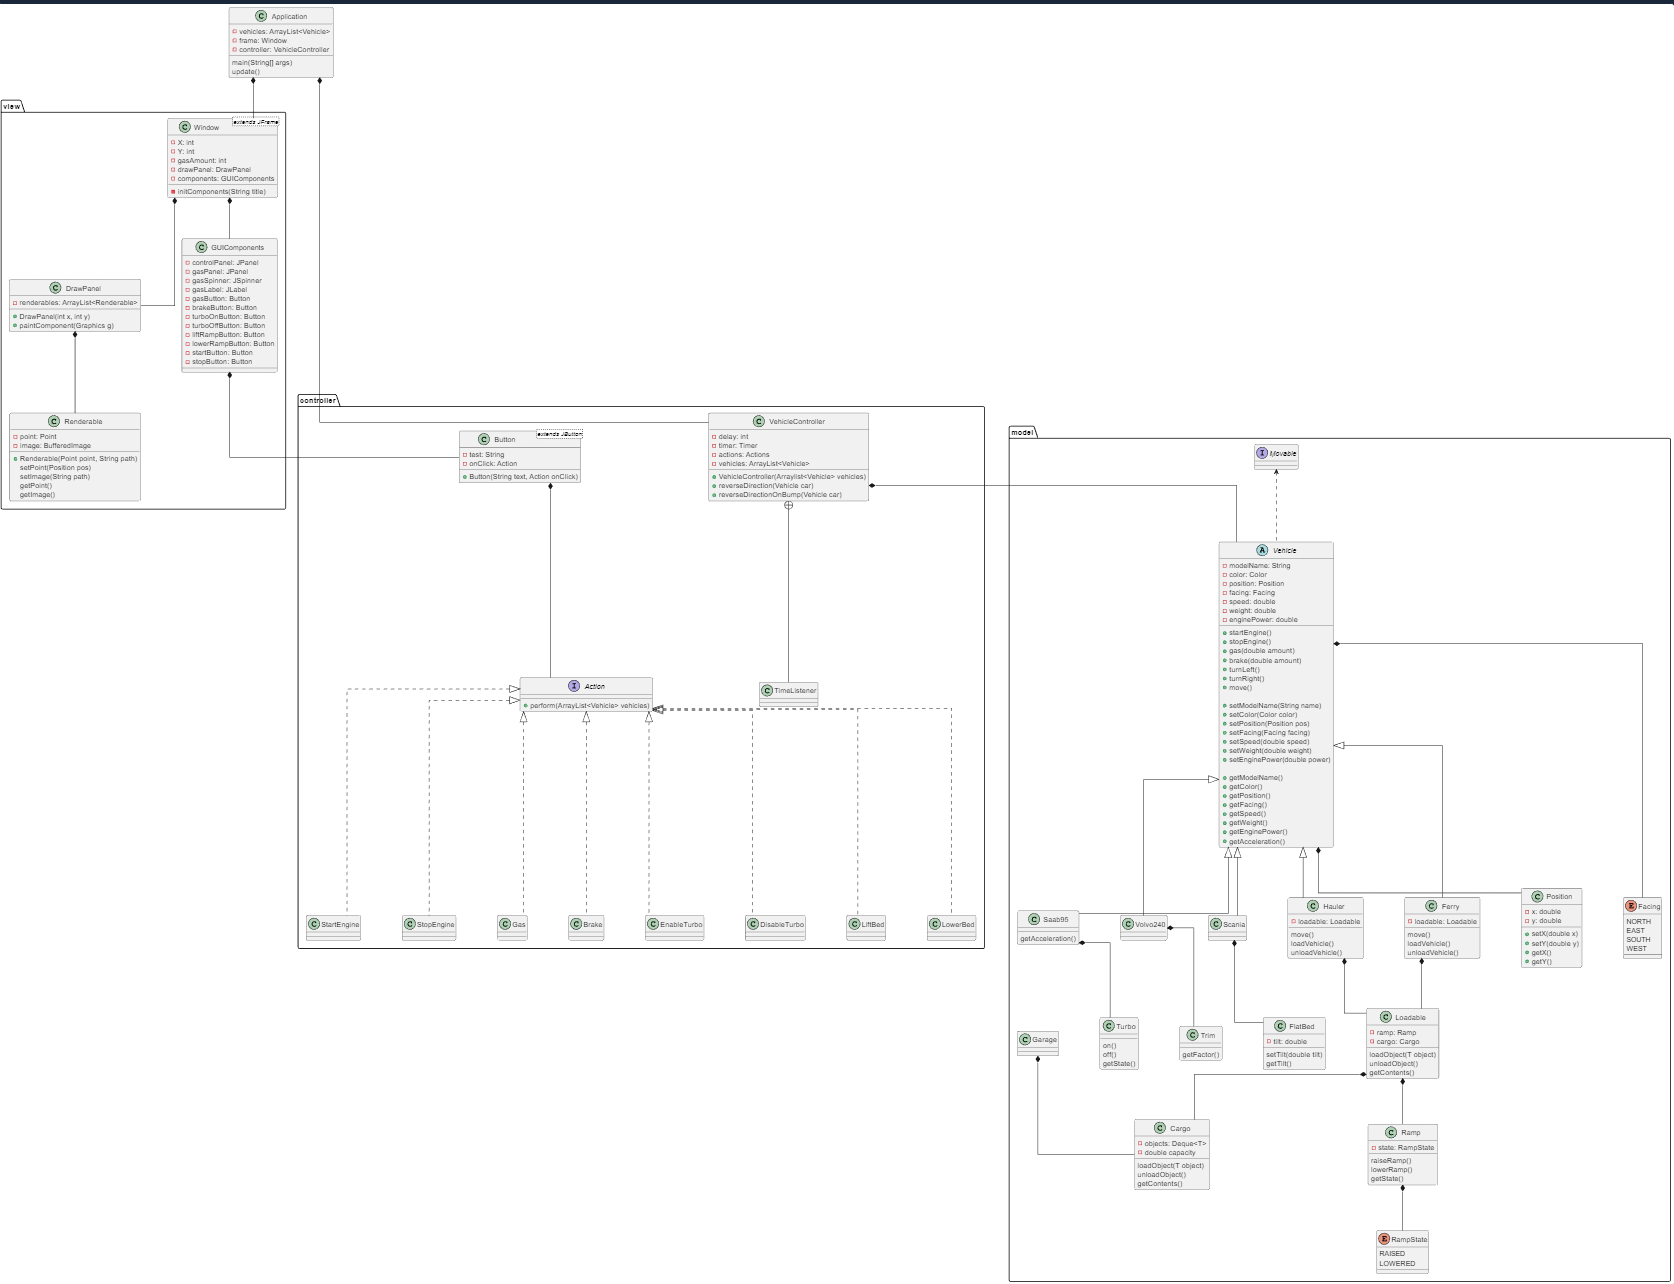 C Application
vehicles: ArrayList<Vehicle>
frame: Window
controller: VehicleController
main(String[] args)
update()
view
C Window
extends JFrame
X: int
Y: int
gasAmount: int
drawPanel: DrawPanel
components: GUIComponents
initComponents(String title)
C GUIComponents
controlPanel: JPanel
gasPanel: JPanel
gasSpinner: JSpinner
gasLabel: JLabel
gasButton: Button
brakeButton: Button
turboOnButton: Button
turboOffButton: Button
liftRampButton: Button
lowerRampButton: Button
startButton: Button
stopButton: Button
C DrawPanel
renderables: ArrayList<Renderable>
DrawPanel(int x, int y)
paintComponent(Graphics g)
C Renderable
point: Point
image: BufferedImage
Renderable(Point point, String path)
setPoint(Position pos)
setImage(String path)
getPoint()
getImage()
controller
C Button
extends JButton
test: String
onClick: Action
Button(String text, Action onClick)
C VehicleController
delay: int
timer: Timer
actions: Actions
vehicles: ArrayList<Vehicle>
VehicleController(Arraylist<Vehicle> vehicles)
reverseDirection(Vehicle car)
reverseDirectionOnBump(Vehicle car)
I Action
perform(ArrayList<Vehicle> vehicles)
C TimeListener
C StartEngine
C StopEngine
C Gas
C Brake
C EnableTurbo
C DisableTurbo
C LiftBed
C LowerBed
model
I Movable
A Vehicle
modelName: String
color: Color
position: Position
facing: Facing
speed: double
weight: double
enginePower: double
startEngine()
stopEngine()
gas(double amount)
brake(double amount)
turnLeft()
turnRight()
move()
setModelName(String name)
setColor(Color color)
setPosition(Position pos)
setFacing(Facing facing)
setSpeed(double speed)
setWeight(double weight)
setEnginePower(double power)
getModelName()
getColor()
getPosition()
getFacing()
getSpeed()
getWeight()
getEnginePower()
getAcceleration()
C Saab95
getAcceleration()
C Volvo240
C Scania
C Hauler
loadable: Loadable
move()
loadVehicle()
unloadVehicle()
C Ferry
loadable: Loadable
move()
loadVehicle()
unloadVehicle()
C Position
x: double
y: double
setX(double x)
setY(double y)
getX()
getY()
E Facing
NORTH
EAST
SOUTH
WEST
C Garage
C Turbo
on()
off()
getState()
C Trim
getFactor()
C FlatBed
tilt: double
setTilt(double tilt)
getTilt()
C Loadable
ramp: Ramp
cargo: Cargo
loadObject(T object)
unloadObject()
getContents()
C Cargo
objects: Deque<T>
double capacity
loadObject(T object)
unloadObject()
getContents()
C Ramp
state: RampState
raiseRamp()
lowerRamp()
getState()
E RampState
RAISED
LOWERED